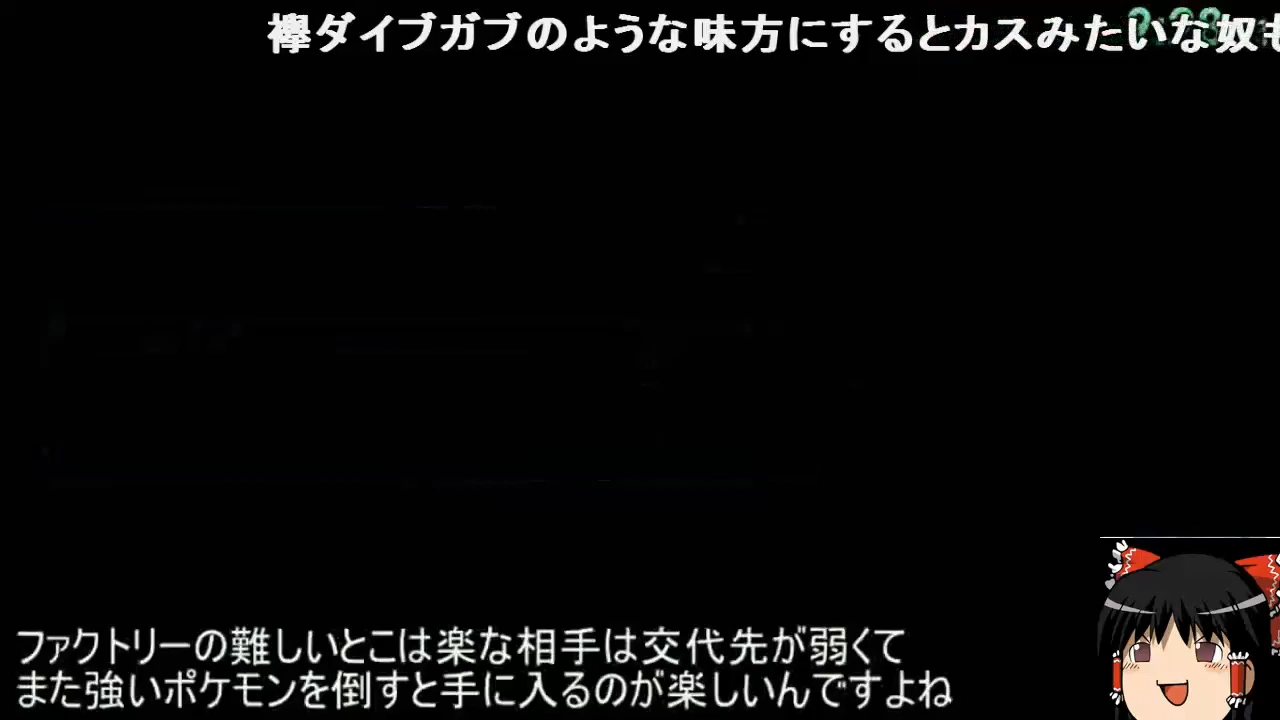 襷ダイブガブのような味方にするとカスみたいな奴も
ファクトリーの難しいとこは楽な相手は交代先が弱くて
また強いポケモンを倒すと手に入るのが楽しいんですよね